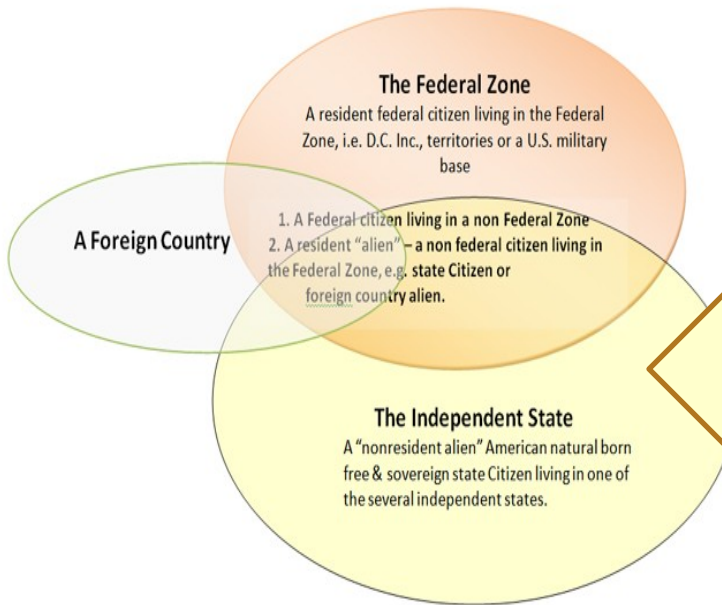 The Federal Zone
A resident federal citizen living in the Federal
Zone, i.e. D.C. Inc., territories or a U.S. military
base
A Foreign Country
1. A Federal citizen living in a non Federal Zone
2. A resident “alien” – a non federal citizen living in
the Federal Zone, e.g. state Citizen or
foreign country alien.
The Independent State
A “nonresident alien” American natural born
free & sovereign state Citizen living in one of
the several independent states.